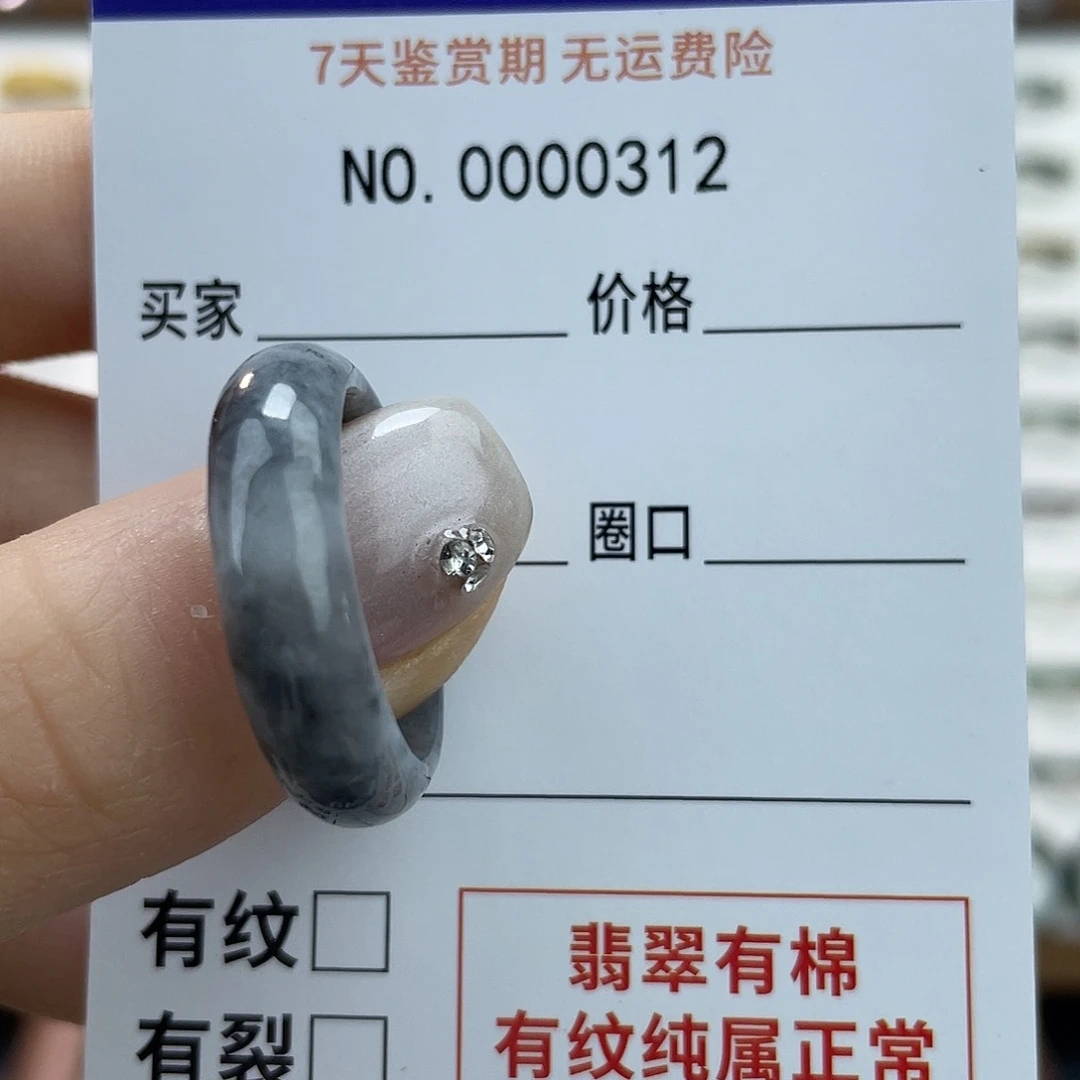 7天鉴赏期 无运费险
NO.0000312
买家 价格
圈口
有纹
有裂
翡翠有棉
有纹纯属正常